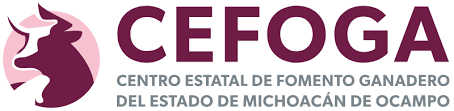 CEFOGA
CENTRO ESTATAL DE FOMENTO GANADERO
DEL ESTADO DE MICHOACÁN DE OCAMPO